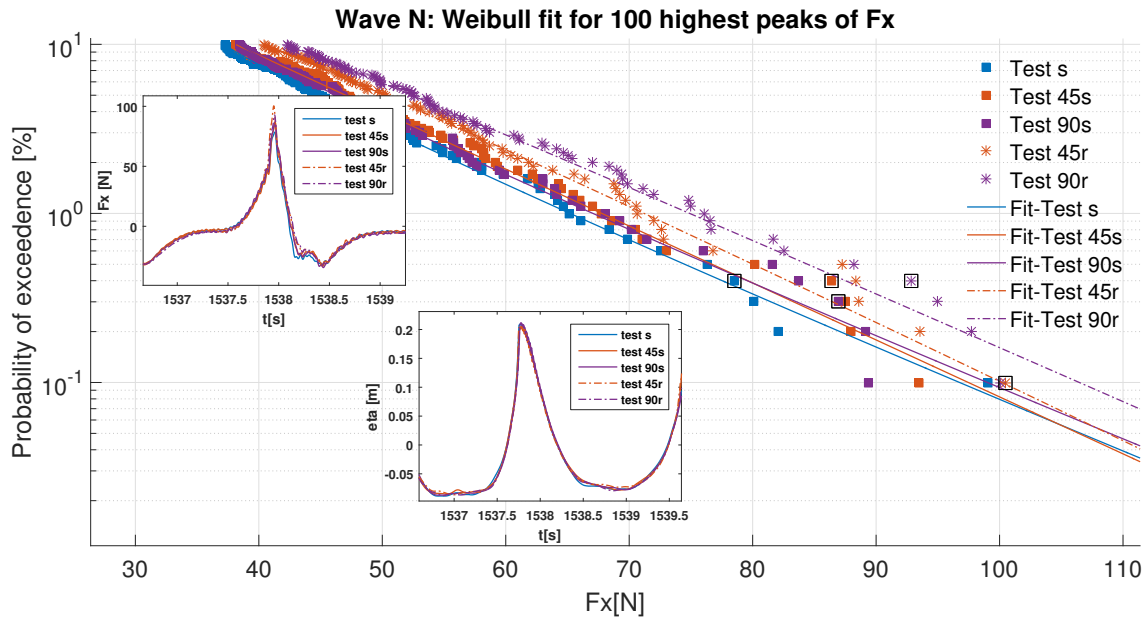 Wave N: Weibull fit for 100 highest peaks of Fx
Probability of exceedence [%]
10^1
10^0
10^-1
30 40 50 60 70 80 90 100 110
Fx[N]
Test s
Test 45s
Test 90s
Test 45r
Test 90r
Fit-Test s
Fit-Test 45s
Fit-Test 90s
Fit-Test 45r
Fit-Test 90r
Fx [N]
100
50
0
1537 1537.5 1538 1538.5 1539
t[s]
test s
test 45s
test 90s
test 45r
test 90r
eta [m]
0.2
0.15
0.1
0.05
0
-0.05
1537 1537.5 1538 1538.5 1539 1539.5
t[s]
test s
test 45s
test 90s
test 45r
test 90r